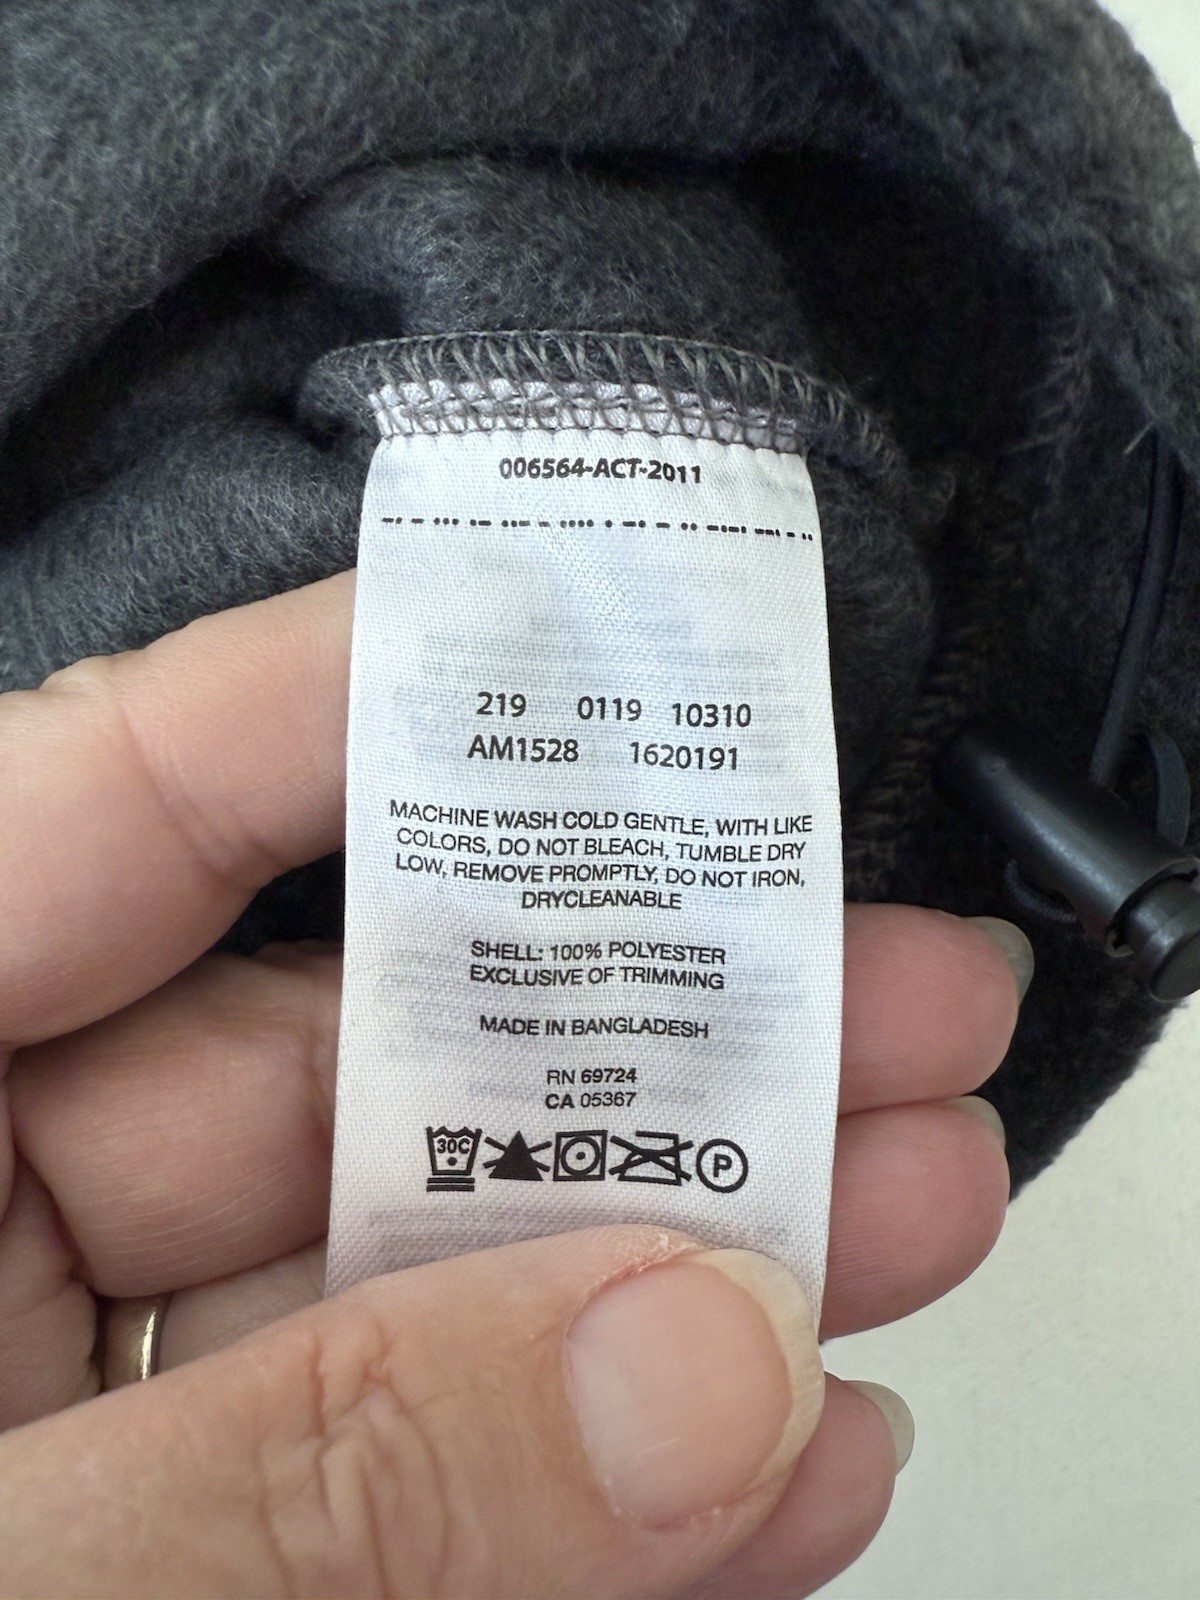 006564-ACT-2011
219 0119 10310
AM1528 1620191
MACHINE WASH COLD GENTLE, WITH LIKE
COLORS, DO NOT BLEACH, TUMBLE DRY
LOW, REMOVE PROMPTLY, DO NOT IRON,
DRYCLEANABLE
SHELL: 100% POLYESTER
EXCLUSIVE OF TRIMMING
MADE IN BANGLADESH
RN 69724
CA 05367
30C P